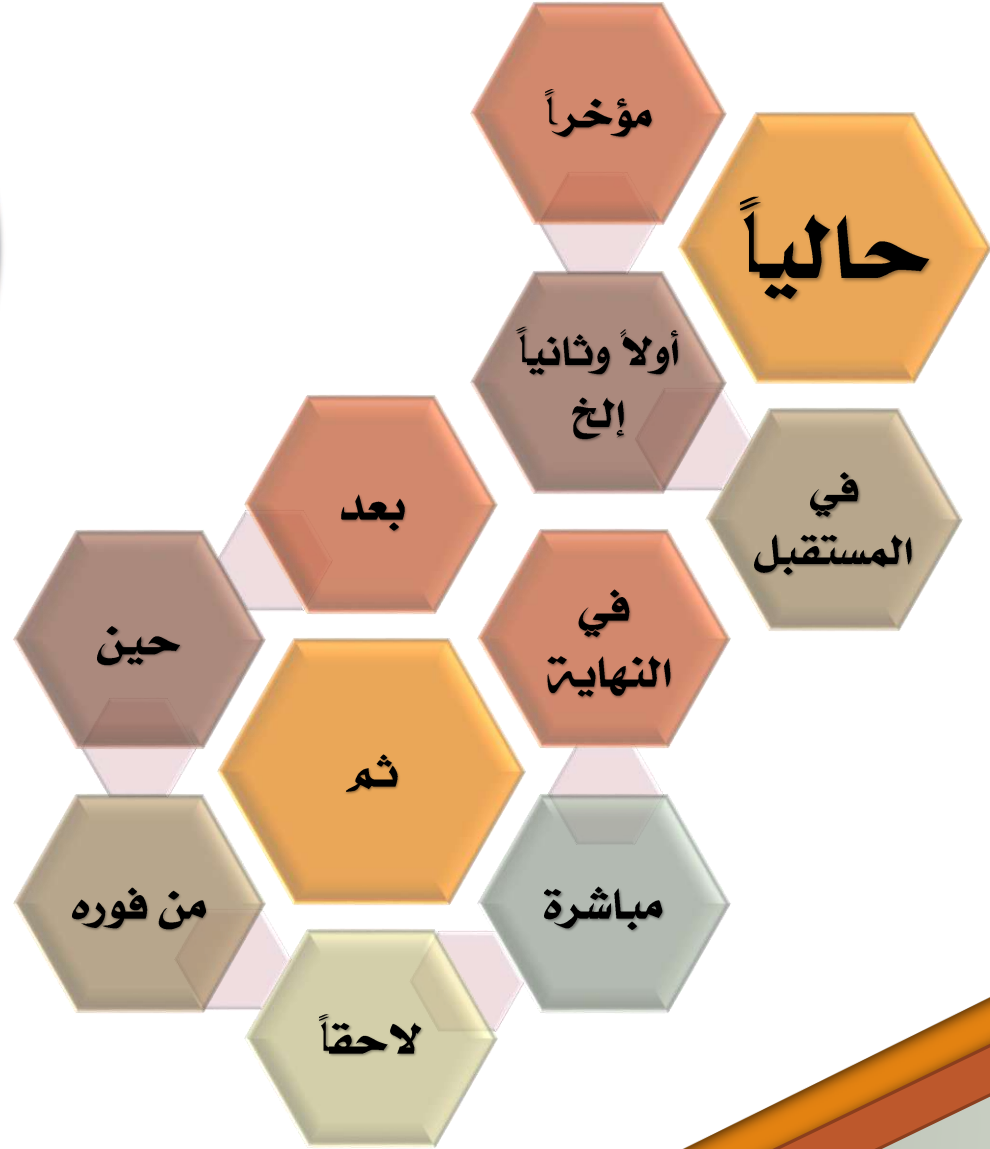 مؤخراً
حالياً
أولاً وثانياً
إلخ
في
المستقبل
بعد
في
النهاية
حين
ثم
من فوره
مباشرة
لاحقاً